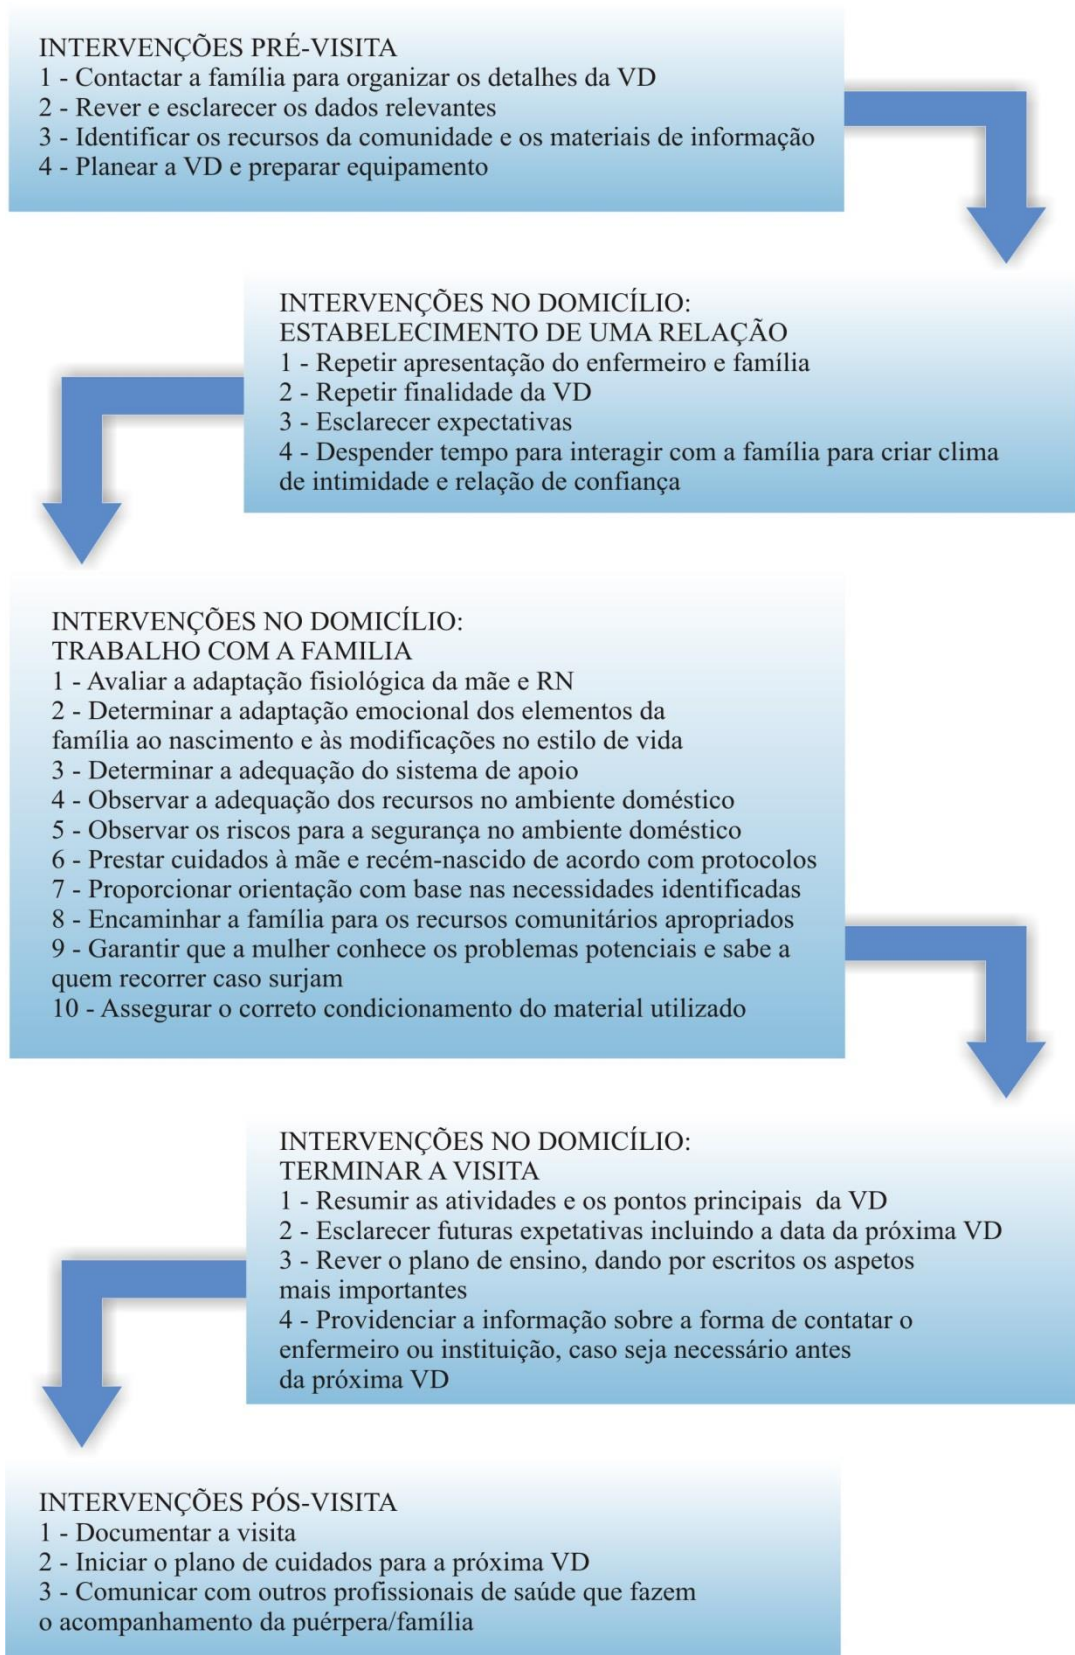 INTERVENÇÕES PRÉ-VISITA
1 - Contactar a família para organizar os detalhes da VD
2 - Rever e esclarecer os dados relevantes
3 - Identificar os recursos da comunidade e os materiais de informação
4 - Planear a VD e preparar equipamento
INTERVENÇÕES NO DOMICÍLIO:
ESTABELECIMENTO DE UMA RELAÇÃO
1 - Repetir apresentação do enfermeiro e família
2 - Repetir finalidade da VD
3 - Esclarecer expectativas
4 - Despender tempo para interagir com a família para criar clima
de intimidade e relação de confiança
INTERVENÇÕES NO DOMICÍLIO:
TRABALHO COM A FAMILIA
1 - Avaliar a adaptação fisiológica da mãe e RN
2 - Determinar a adaptação emocional dos elementos da
família ao nascimento e às modificações no estilo de vida
3 - Determinar a adequação do sistema de apoio
4 - Observar a adequação dos recursos no ambiente doméstico
5 - Observar os riscos para a segurança no ambiente doméstico
6 - Prestar cuidados à mãe e recém-nascido de acordo com protocolos
7 - Proporcionar orientação com base nas necessidades identificadas
8 - Encaminhar a família para os recursos comunitários apropriados
9 - Garantir que a mulher conhece os problemas potenciais e sabe a
quem recorrer caso surjam
10 - Assegurar o correto condicionamento do material utilizado
INTERVENÇÕES NO DOMICÍLIO:
TERMINAR A VISITA
1 - Resumir as atividades e os pontos principais da VD
2 - Esclarecer futuras expetativas incluindo a data da próxima VD
3 - Rever o plano de ensino, dando por escritos os aspetos
mais importantes
4 - Providenciar a informação sobre a forma de contatar o
enfermeiro ou instituição, caso seja necessário antes
da próxima VD
INTERVENÇÕES PÓS-VISITA
1 - Documentar a visita
2 - Iniciar o plano de cuidados para a próxima VD
3 - Comunicar com outros profissionais de saúde que fazem
o acompanhamento da puérpera/família